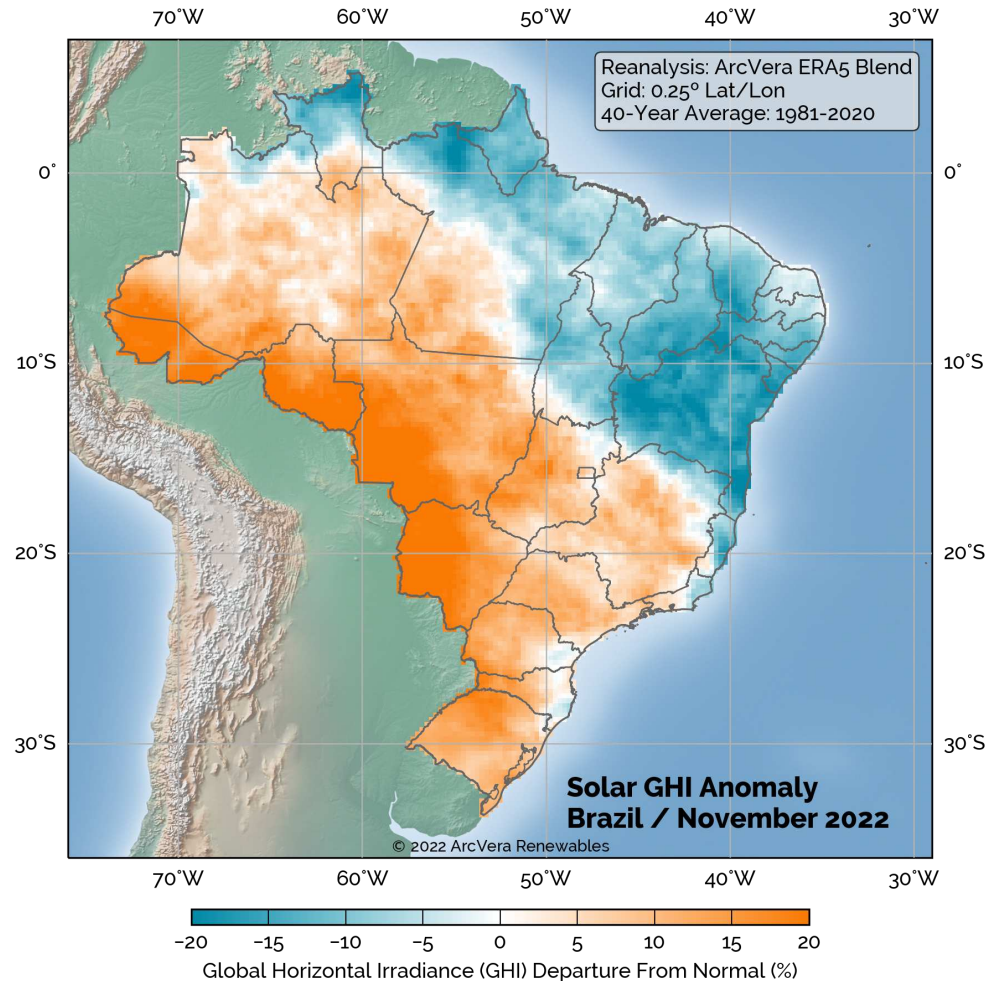 70°W 60°W 50°W 40°W 30°W
Reanalysis: ArcVera ERA5 Blend
Grid: 0.25º Lat/Lon
40-Year Average: 1981-2020
0° 0°
10°S 10°S
20°S 20°S
30°S 30°S
Solar GHI Anomaly
Brazil / November 2022
© 2022 ArcVera Renewables
70°W 60°W 50°W 40°W 30°W
−20 −15 −10 −5 0 5 10 15 20
Global Horizontal Irradiance (GHI) Departure From Normal (%)